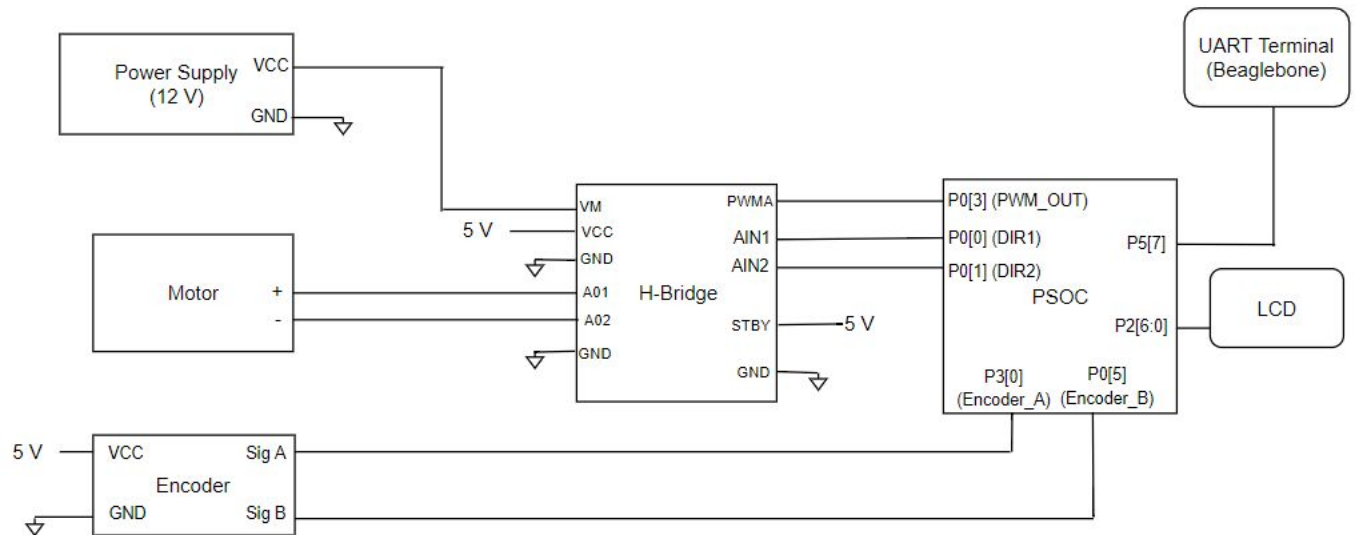 UART Terminal
(Beaglebone)
Power Supply
(12 V)
VCC
GND
VM
5 V
VCC
GND
A01
A02
GND
H-Bridge
PWMA
AIN1
AIN2
STBY
5 V
GND
P0[3] (PWM_OUT)
P0[0] (DIR1)
P0[1] (DIR2)
PSOC
P5[7]
P2[6:0]
P3[0]
(Encoder_A)
P0[5]
(Encoder_B)
LCD
Motor
+
-
5 V
VCC
GND
Encoder
Sig A
Sig B